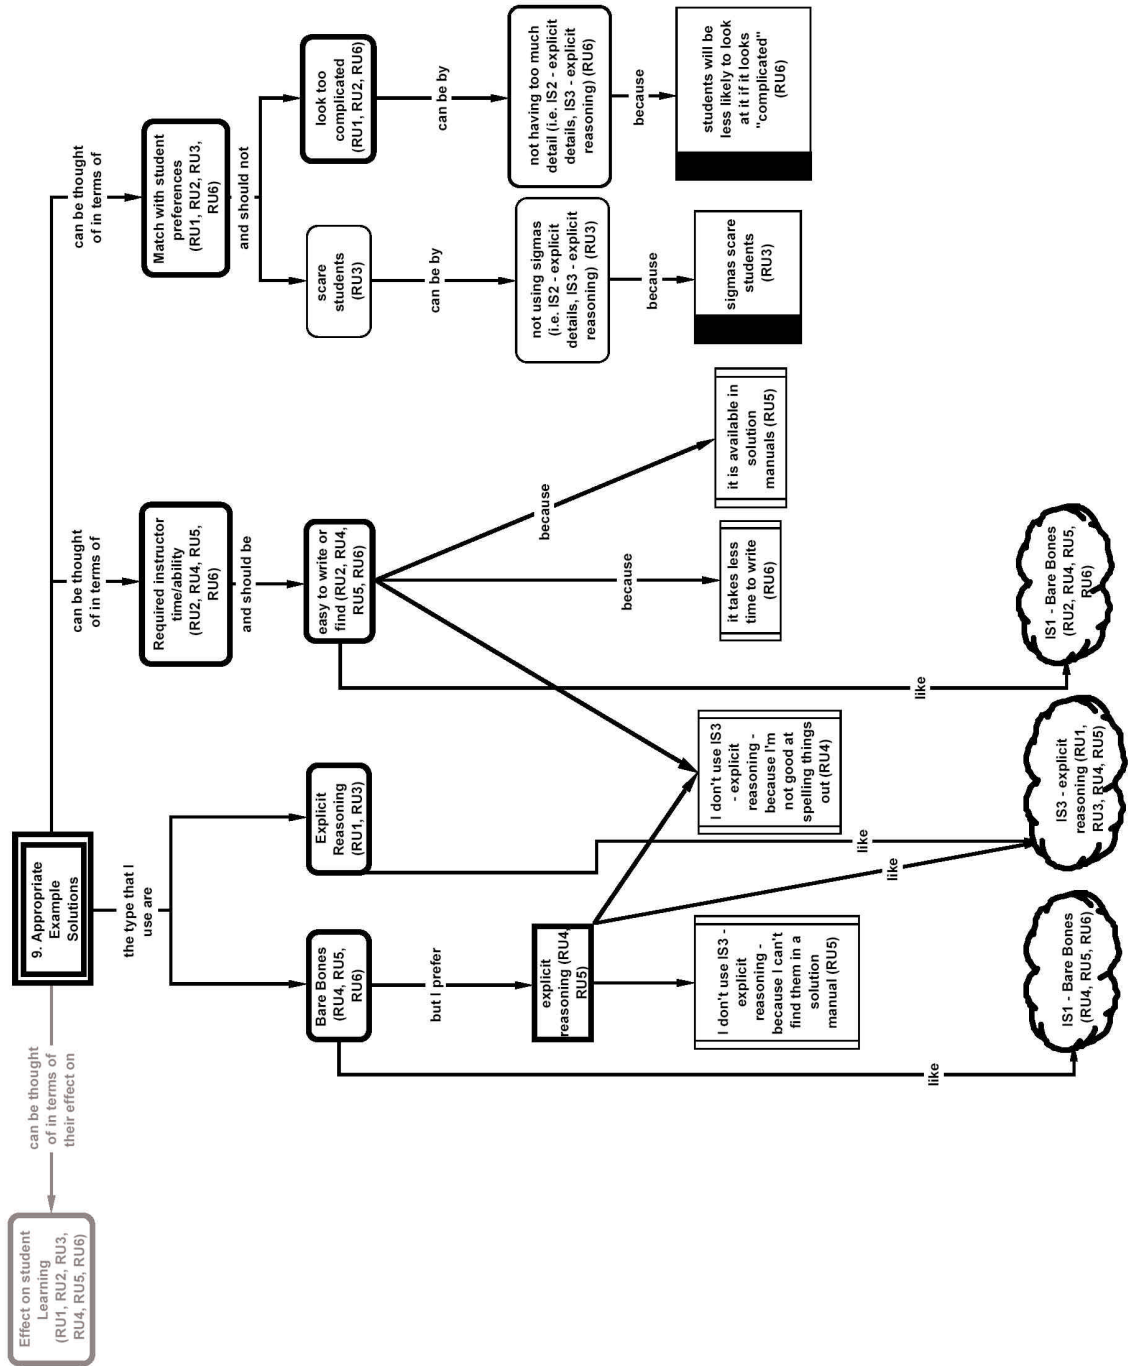 9. Appropriate
Example
Solutions
can be thought
of in terms of
their effect on
Effect on student
Learning
(RU1, RU2, RU3,
RU4, RU5, RU6)
the type that I
use are
Bare Bones
(RU4, RU5,
RU6)
but I prefer
explicit
reasoning (RU4,
RU5)
I don't use IS3 -
explicit
reasoning -
because I can't
find them in a
solution
manual (RU5)
like
IS1 - Bare Bones
(RU4, RU5, RU6)
Explicit
Reasoning
(RU1, RU3)
I don't use IS3
- explicit
reasoning -
because I'm
not good at
spelling things
out (RU4)
like
like
IS3 - explicit
reasoning (RU1,
RU3, RU4, RU5)
can be thought
of in terms of
Required instructor
time/ability
(RU2, RU4, RU5,
RU6)
and should be
easy to write or
find (RU2, RU4,
RU5, RU6)
because
it takes less
time to write
(RU6)
because
it is available in
solution
manuals (RU5)
like
IS1 - Bare Bones
(RU2, RU4, RU5,
RU6)
can be thought
of in terms of
Match with student
preferences
(RU1, RU2, RU3,
RU6)
and should not
scare
students
(RU3)
can be by
not using sigmas
(i.e. IS2 - explicit
details, IS3 - explicit
reasoning) (RU3)
because
sigmas scare
students
(RU3)
look too
complicated
(RU1, RU2, RU6)
can be by
not having too much
detail (i.e. IS2 - explicit
details, IS3 - explicit
reasoning) (RU6)
because
students will be
less likely to look
at it if it looks
"complicated"
(RU6)